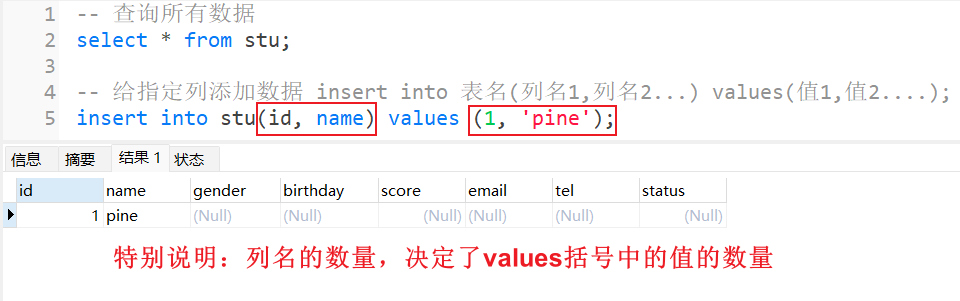 1 -- 查询所有数据
2 select * from stu;
3
4 -- 给指定列添加数据 insert into 表名(列名1,列名2...) values(值1,值2....);
5 insert into stu(id, name) values (1, 'pine');
信息 摘要 结果 1 状态
id name gender birthday score email tel status
1 pine (Null) (Null) (Null) (Null) (Null) (Null)
特别说明：列名的数量，决定了values括号中的值的数量